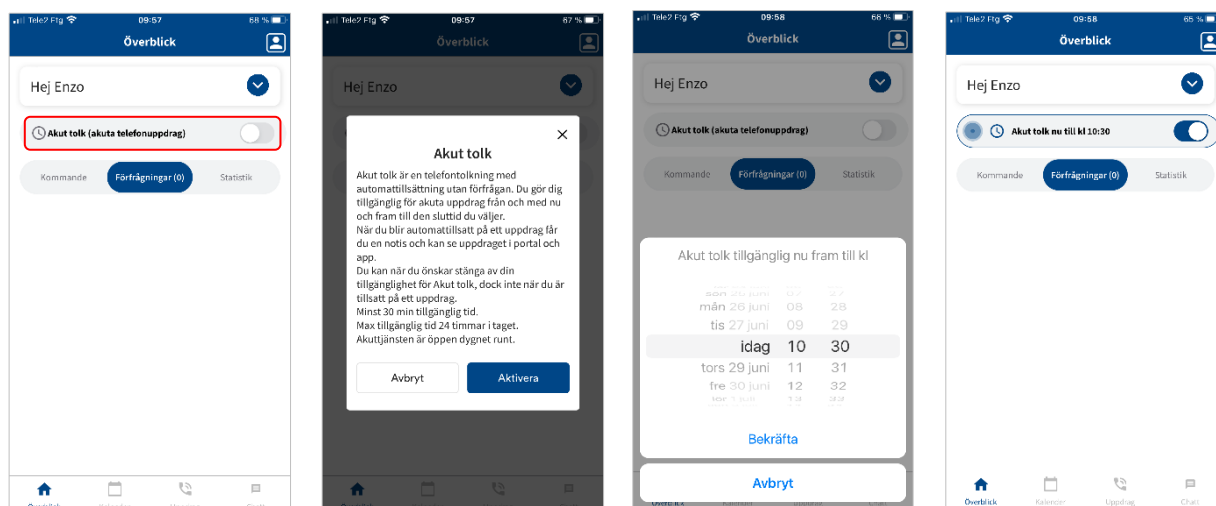 Tele2 Ftg 09:57 68 %
Överblick
Hej Enzo
Akut tolk (akuta telefonuppdrag)
Kommande Förfrågningar (0) Statistik
Överblick Kalender Uppdrag Chatt
Tele2 Ftg 09:57 67 %
Överblick
Hej Enzo
Akut tolk
Akut tolk är en telefontolkning med
automattillsättning utan förfrågan. Du gör dig
tillgänglig för akuta uppdrag från och med nu
och fram till den sluttid du väljer.
När du blir automattillsatt på ett uppdrag får
du en notis och kan se uppdraget i portal och
app.
Du kan när du önskar stänga av din
tillgänglighet för Akut tolk, dock inte när du är
tillsatt på ett uppdrag.
Minst 30 min tillgänglig tid.
Max tillgänglig tid 24 timmar i taget.
Akuttjänsten är öppen dygnet runt.
Avbryt Aktivera
Tele2 Ftg 09:58 66 %
Överblick
Hej Enzo
Akut tolk (akuta telefonuppdrag)
Kommande Förfrågningar (0) Statistik
Akut tolk tillgänglig nu fram till kl
mån 26 juni 08 28
tis 27 juni 09 29
idag 10 30
tors 29 juni 11 31
fre 30 juni 12 32
Bekräfta
Avbryt
Tele2 Ftg 09:58 65 %
Överblick
Hej Enzo
Akut tolk nu till kl 10:30
Kommande Förfrågningar (0) Statistik
Överblick Kalender Uppdrag Chatt